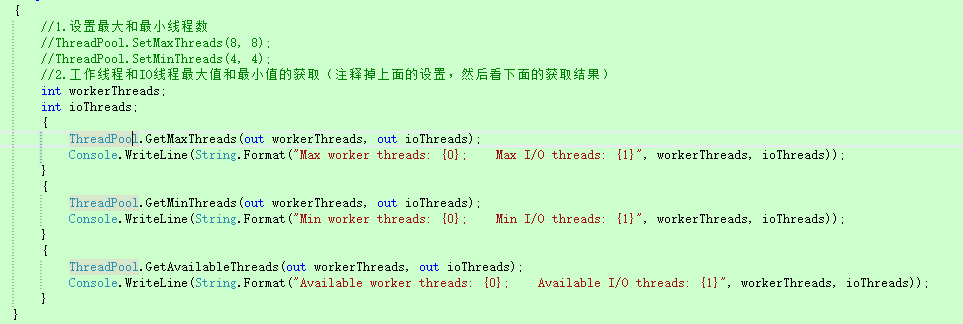 {
//1.设置最大和最小线程数
//ThreadPool.SetMaxThreads(8, 8);
//ThreadPool.SetMinThreads(4, 4);
//2.工作线程和IO线程最大值和最小值的获取（注释掉上面的设置，然后看下面的获取结果）
int workerThreads;
int ioThreads;
{
ThreadPool.GetMaxThreads(out workerThreads, out ioThreads);
Console.WriteLine(String.Format("Max worker threads: {0};    Max I/O threads: {1}", workerThreads, ioThreads));
}
{
ThreadPool.GetMinThreads(out workerThreads, out ioThreads);
Console.WriteLine(String.Format("Min worker threads: {0};    Min I/O threads: {1}", workerThreads, ioThreads));
}
{
ThreadPool.GetAvailableThreads(out workerThreads, out ioThreads);
Console.WriteLine(String.Format("Available worker threads: {0};    Available I/O threads: {1}", workerThreads, ioThreads));
}
}